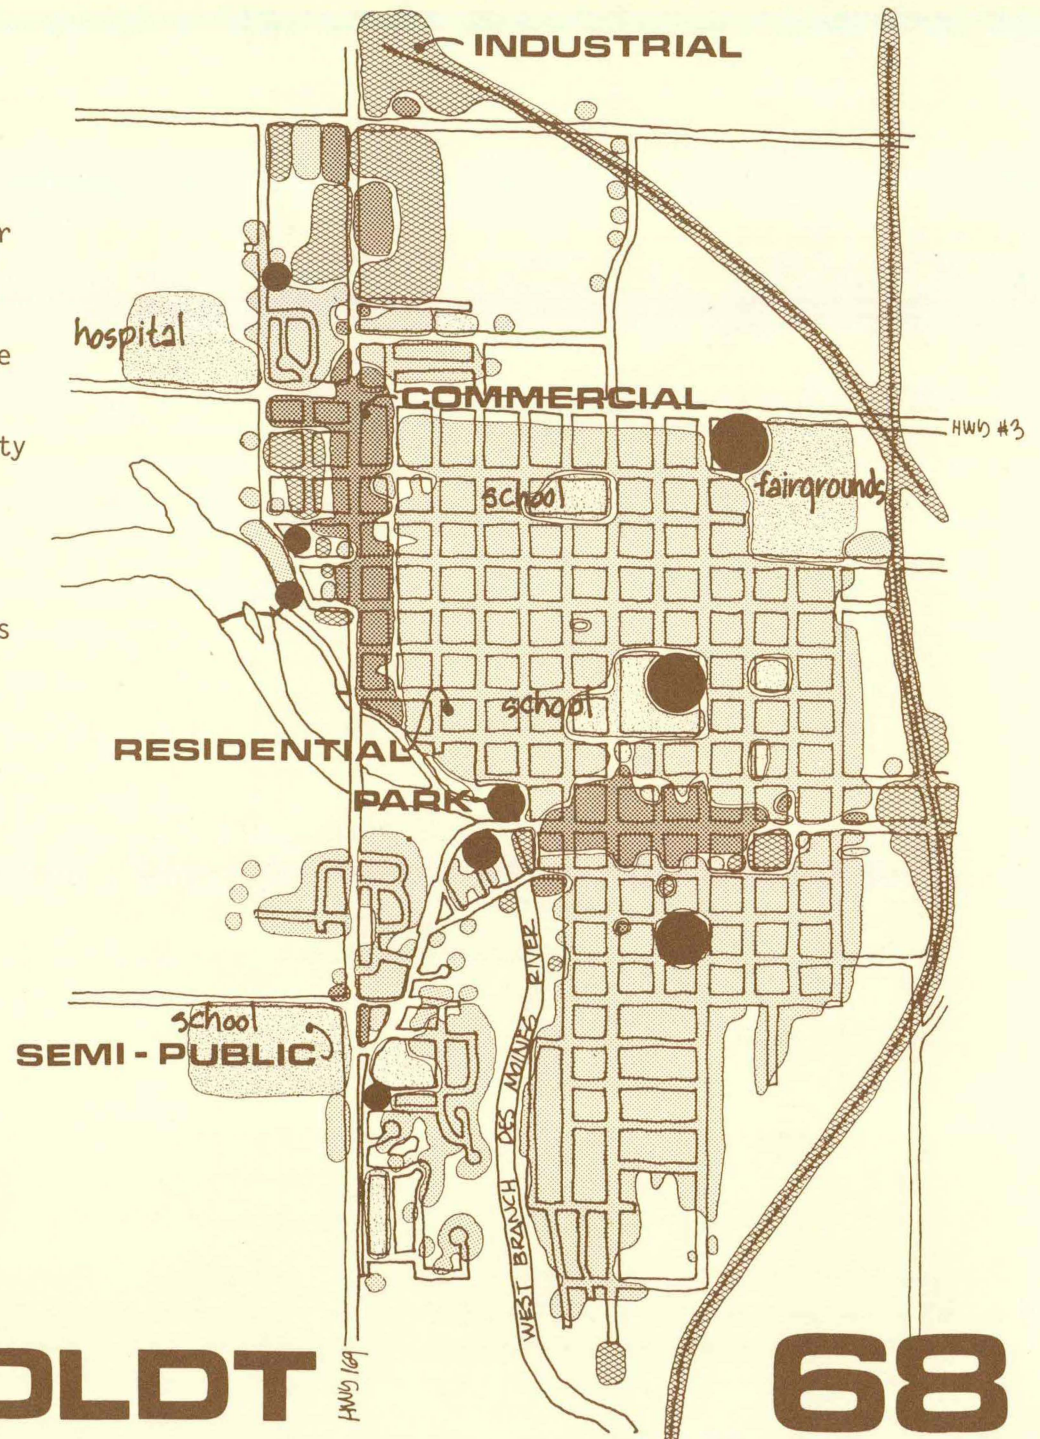 INDUSTRIAL
r
hospital
e
COMMERCIAL
HWY #3
ty
school
fairgrounds
s
school
RESIDENTIAL
PARK
WEST BRANCH DES MOINES RIVER
school
SEMI-PUBLIC
HWY 169
OLDT
68